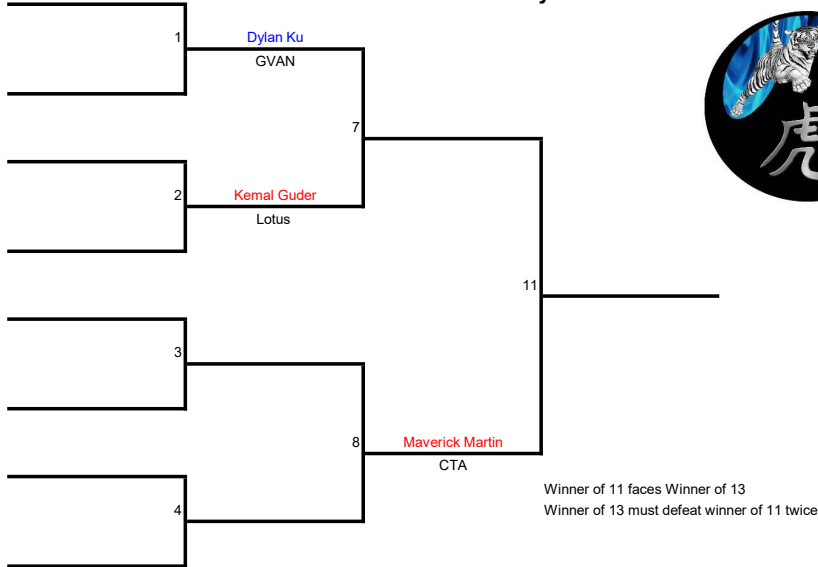 1
Dylan Ku
GVAN
7
2
Kemal Guder
Lotus
11
3
8
Maverick Martin
CTA
4
Winner of 11 faces Winner of 13
Winner of 13 must defeat winner of 11 twice
虎